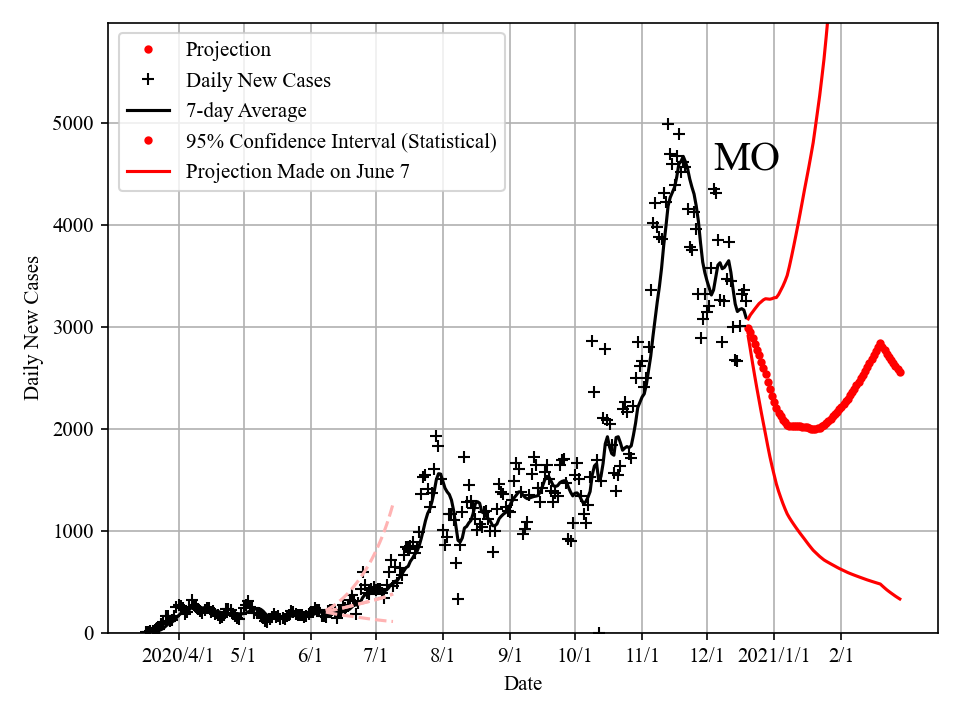 Projection
Daily New Cases
7-day Average
95% Confidence Interval (Statistical)
Projection Made on June 7
MO
5000
4000
3000
2000
1000
0
Daily New Cases
2020/4/1 5/1 6/1 7/1 8/1 9/1 10/1 11/1 12/1 2021/1/1 2/1
Date